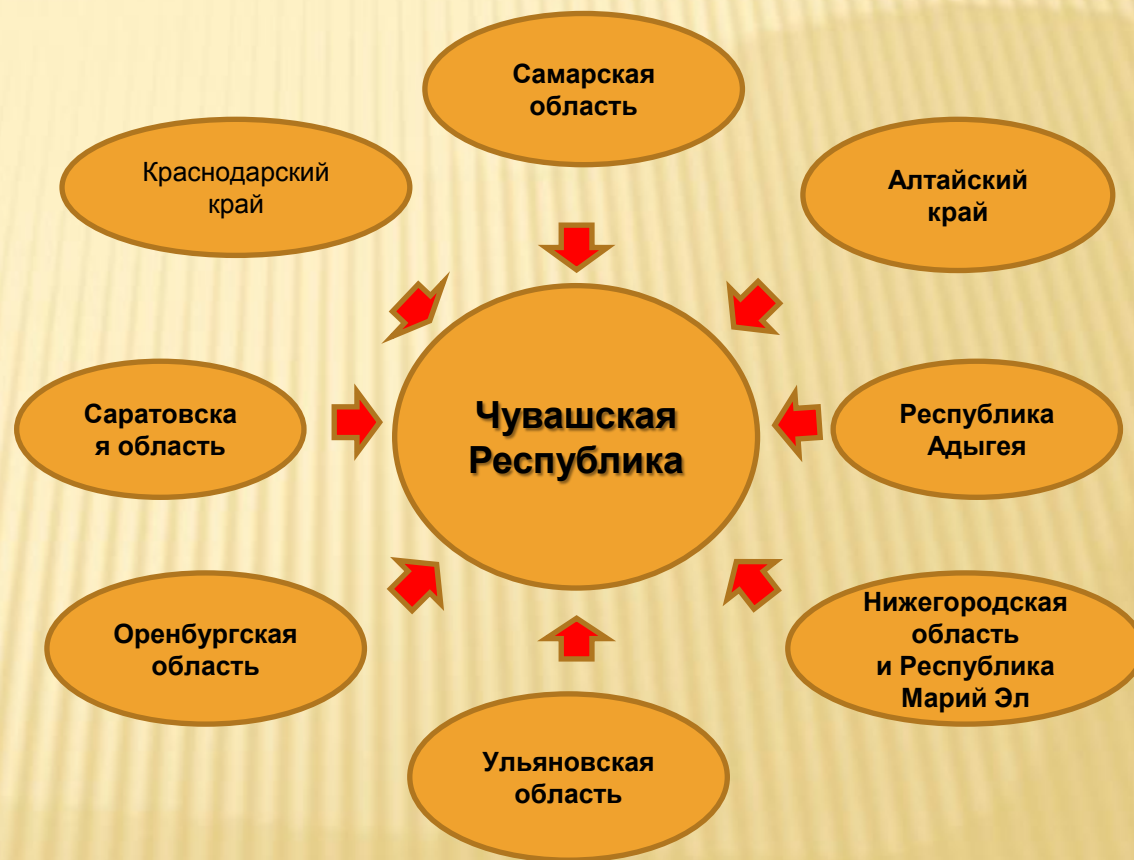 Самарская
область
Краснодарский
край
Алтайский
край
Чувашская
Республика
Саратовска
я область
Республика
Адыгея
Оренбургская
область
Нижегородская
область
и Республика
Марий Эл
Ульяновская
область